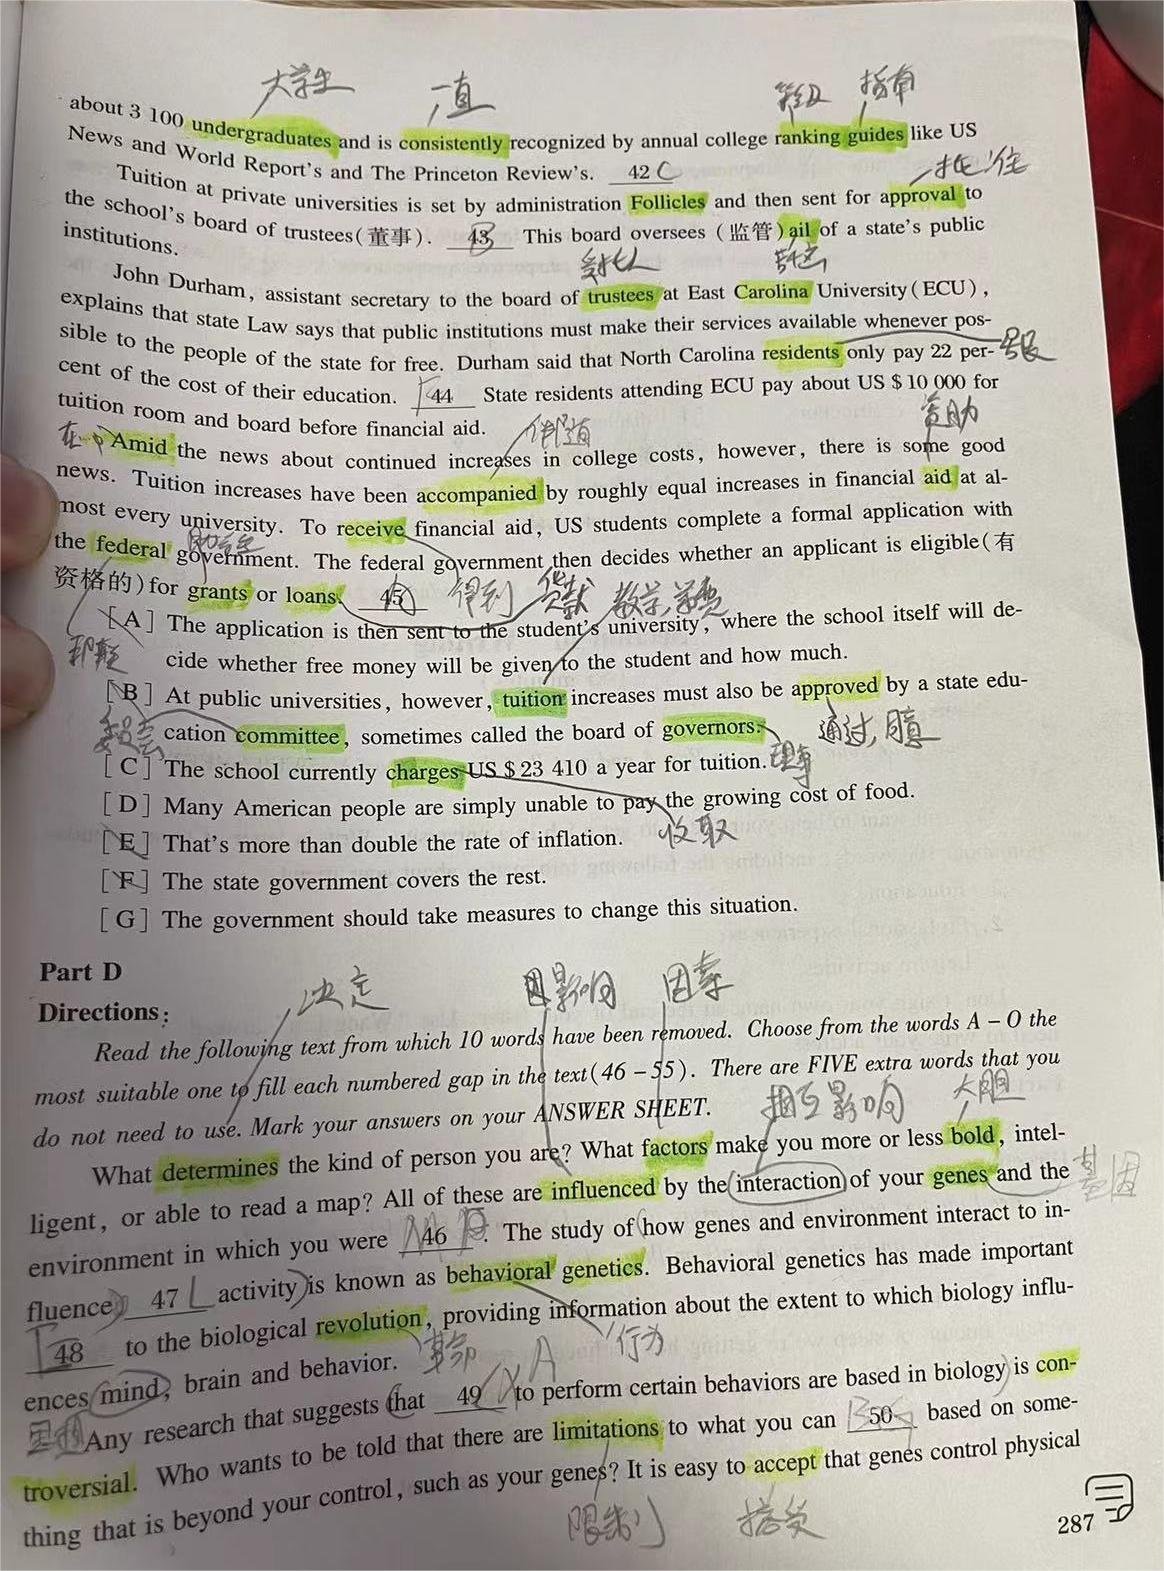 大学生 一直 等级 指南
about 3 100 undergraduates and is consistently recognized by annual college ranking guides like US
News and World Report's and The Princeton Review's. 42 C
批准
Tuition at private universities is set by administration Follicles and then sent for approval to
the school's board of trustees(董事). 43 B This board oversees (监管) ail of a state's public
institutions.
受托人
John Durham, assistant secretary to the board of trustees at East Carolina University(ECU),
explains that state Law says that public institutions must make their services available whenever pos-
sible to the people of the state for free. Durham said that North Carolina residents only pay 22 per-
居民
cent of the cost of their education. F 44 State residents attending ECU pay about US $ 10 000 for
tuition room and board before financial aid.
在…中 伴随 资助
Amid the news about continued increases in college costs, however, there is some good
news. Tuition increases have been accompanied by roughly equal increases in financial aid at al-
most every university. To receive financial aid, US students complete a formal application with
the federal government. The federal government then decides whether an applicant is eligible(有
资格的)for grants or loans. 45 得到 贷款 教学,学费
[A] The application is then sent to the student's university, where the school itself will de-
cide whether free money will be given to the student and how much.
[B] At public universities, however, tuition increases must also be approved by a state edu-
委员会 通过,同意
cation committee, sometimes called the board of governors.
[C] The school currently charges US $ 23 410 a year for tuition. 理事
[D] Many American people are simply unable to pay the growing cost of food.
[E] That's more than double the rate of inflation. 收取
[F] The state government covers the rest.
[G] The government should take measures to change this situation.
Part D
决定 影响 因素
Directions:
Read the following text from which 10 words have been removed. Choose from the words A – O the
most suitable one to fill each numbered gap in the text(46 – 55). There are FIVE extra words that you
do not need to use. Mark your answers on your ANSWER SHEET.
相互影响 大胆
What determines the kind of person you are? What factors make you more or less bold, intel-
ligent, or able to read a map? All of these are influenced by the interaction of your genes and the
基因
environment in which you were 46 . The study of how genes and environment interact to in-
fluence 47 L activity is known as behavioral genetics. Behavioral genetics has made important
48 to the biological revolution, providing information about the extent to which biology influ-
革命 行为
ences mind, brain and behavior.
Any research that suggests that 49 A to perform certain behaviors are based in biology is con-
troversial. Who wants to be told that there are limitations to what you can 50 based on some-
thing that is beyond your control, such as your genes? It is easy to accept that genes control physical
限制 接受
287